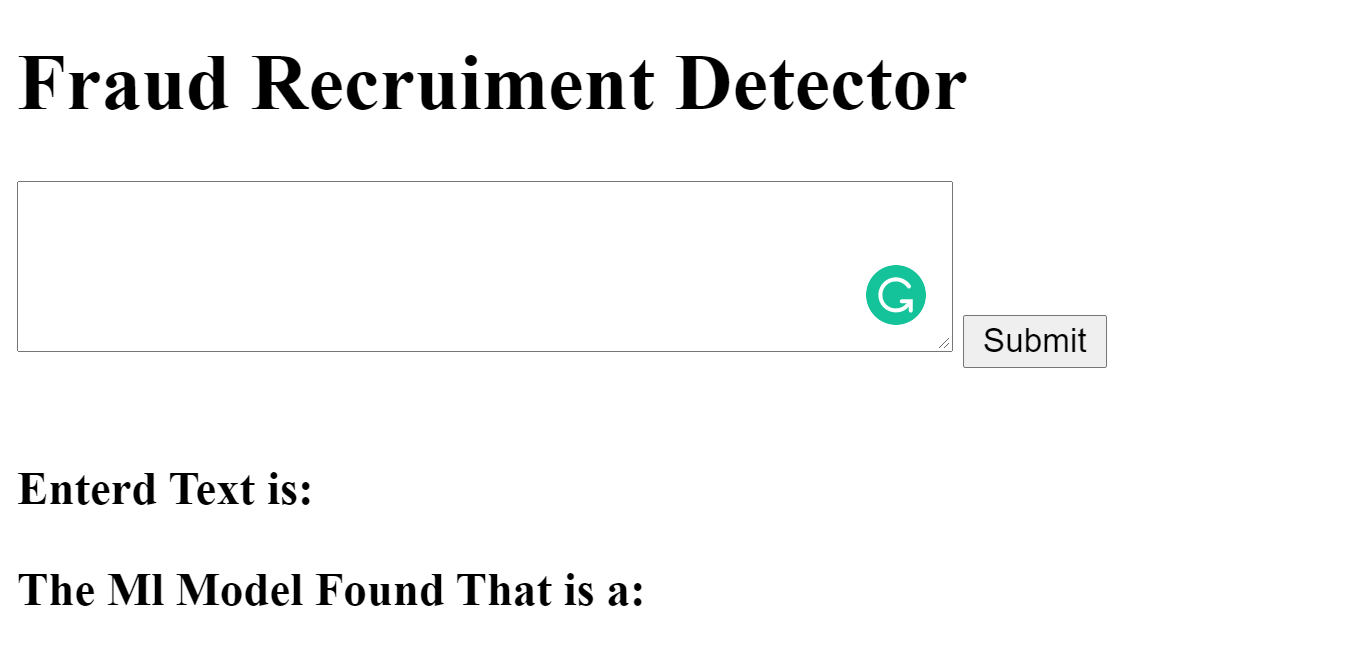 Fraud Recruiment Detector
Submit
Enterd Text is:
The Ml Model Found That is a: